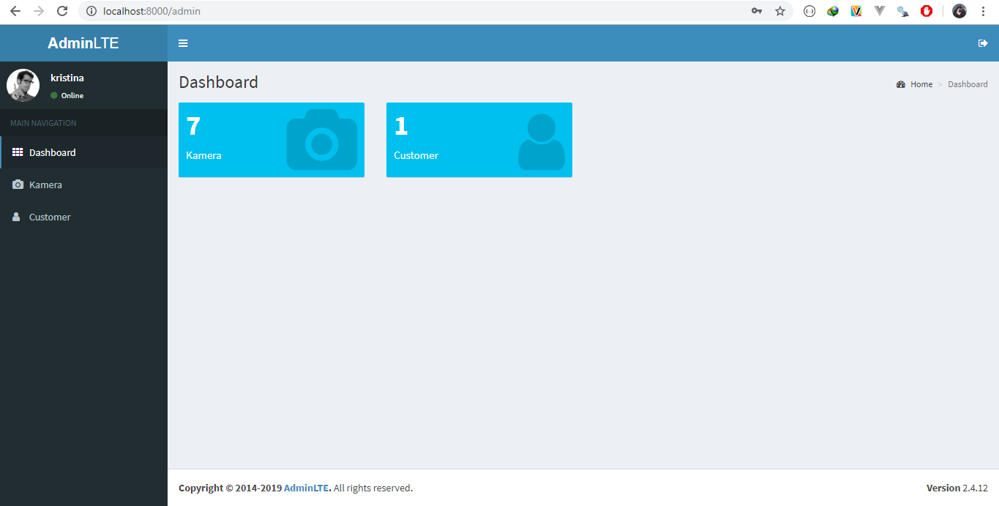 localhost:8000/admin
AdminLTE
kristina
Online
MAIN NAVIGATION
Dashboard
Kamera
Customer
Dashboard
Home > Dashboard
7
Kamera
1
Customer
Copyright © 2014-2019 AdminLTE. All rights reserved.
Version 2.4.12